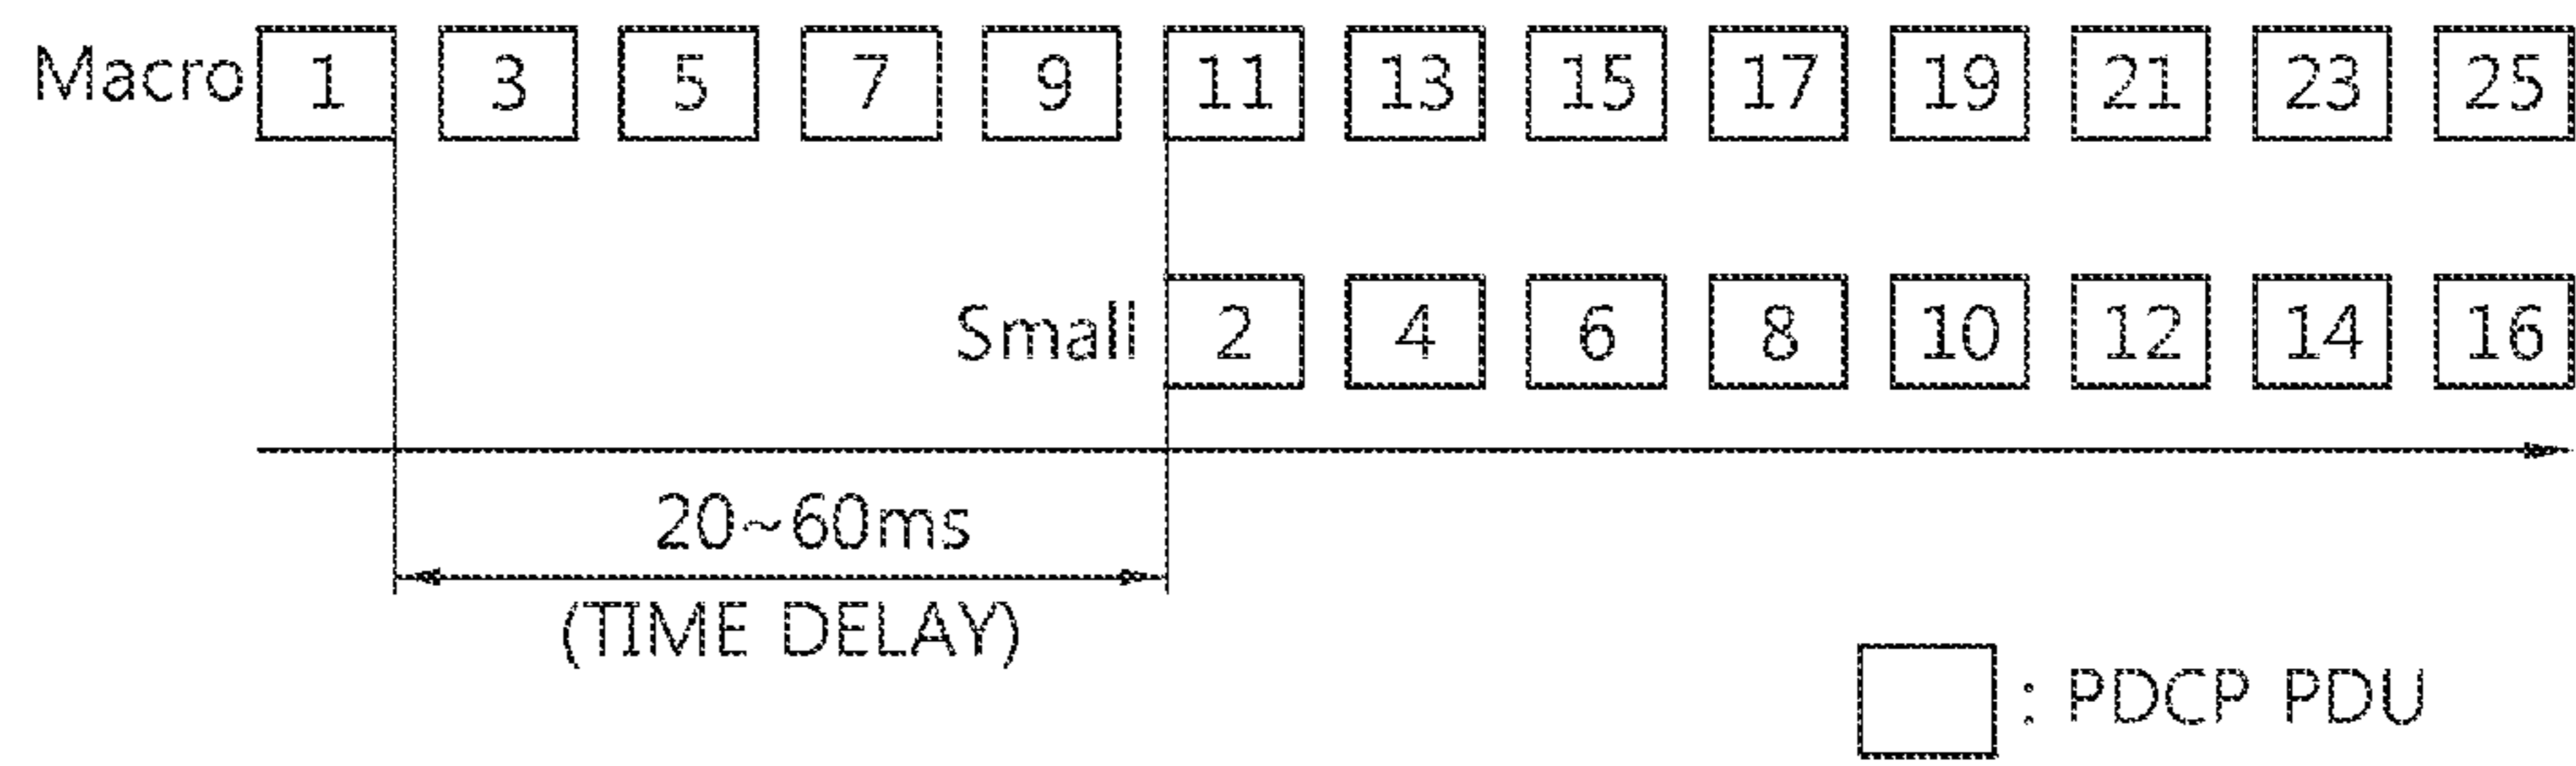 Macro 1 3 5 7 9 11 13 15 17 19 21 23 25
Small 2 4 6 8 10 12 14 16
20~60ms
(TIME DELAY)
: PDCP PDU